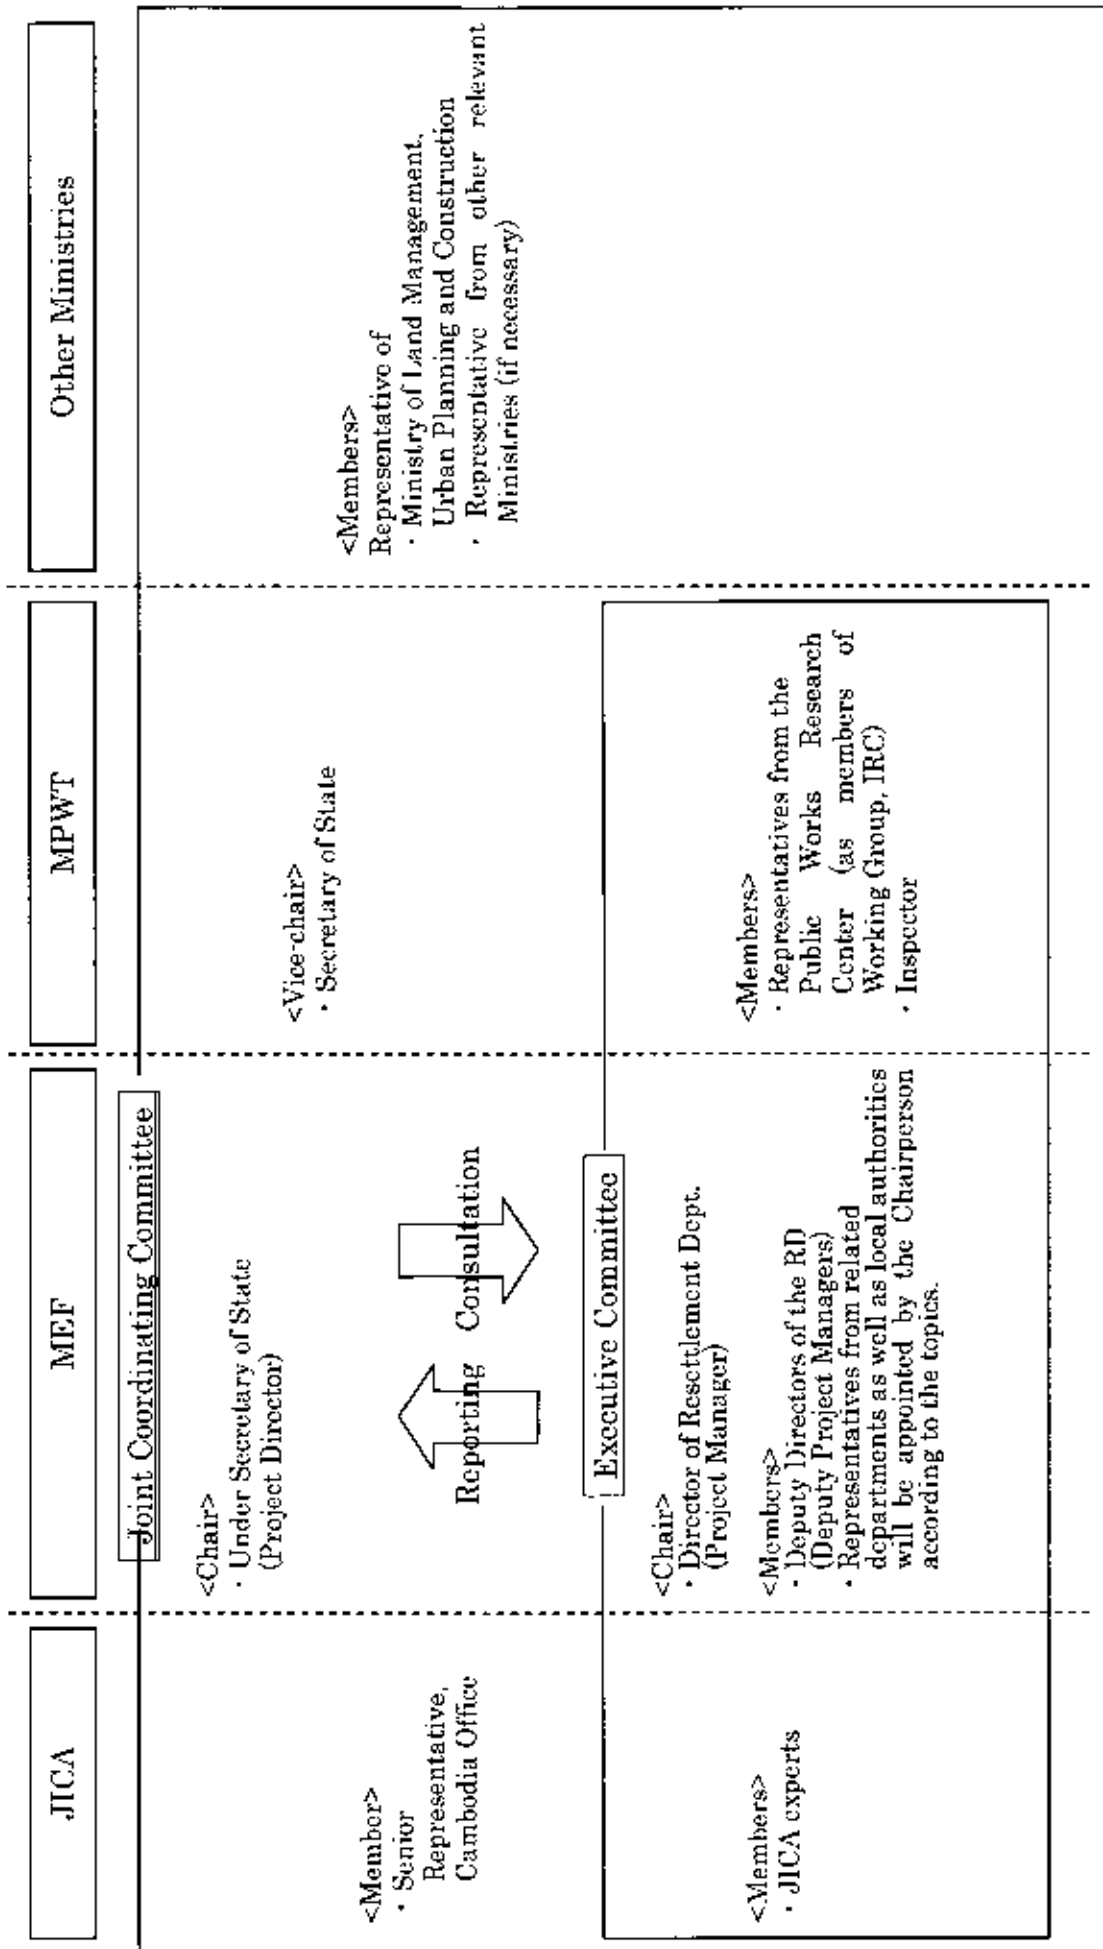 JICA
MEF
MPWT
Other Ministries
Joint Coordinating Committee
<Member>
· Senior
Representative,
Cambodia Office
<Chair>
· Under Secretary of State
(Project Director)
<Vice-chair>
· Secretary of State
<Members>
Representative of
· Ministry of Land Management,
Urban Planning and Construction
· Representative from other relevant
Ministries (if necessary)
Reporting
Consultation
Executive Committee
<Members>
· JICA experts
<Chair>
· Director of Resettlement Dept.
(Project Manager)
<Members>
· Deputy Directors of the RD
(Deputy Project Managers)
· Representatives from related
departments as well as local authorities
will be appointed by the Chairperson
according to the topics.
<Members>
· Representatives from the
Public Works Research
Center (as members of
Working Group, IRC)
· Inspector